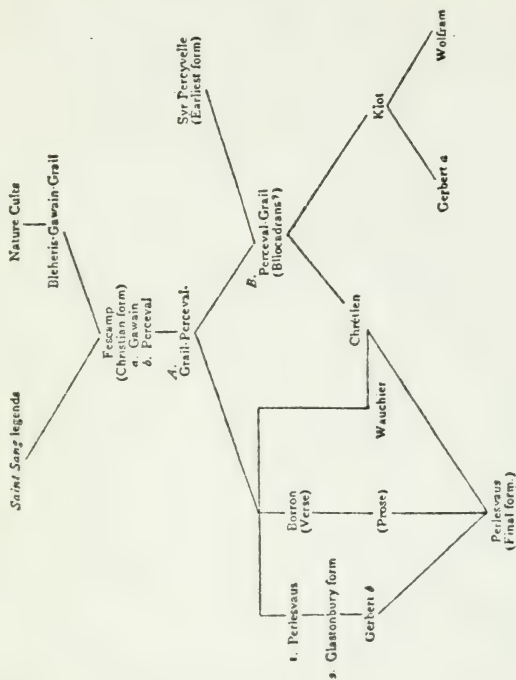 Nature Cults
Saint Sang legends
Bleheris-Gawain-Grail
Fescamp
(Christian form)
a. Gawain
b. Perceval
Syr Percyvelle
(Earliest form)
A.
Grail-Perceval-
B.
Perceval-Grail
(Bliocadrans?)
Borron
(Verse)
Wauchier
Chrétien
Kiot
1. Perlesvaus
2. Glastonbury form
Gerbert b
(Prose)
Gerbert a
Wolfram
Perlesvaus
(Final form.)